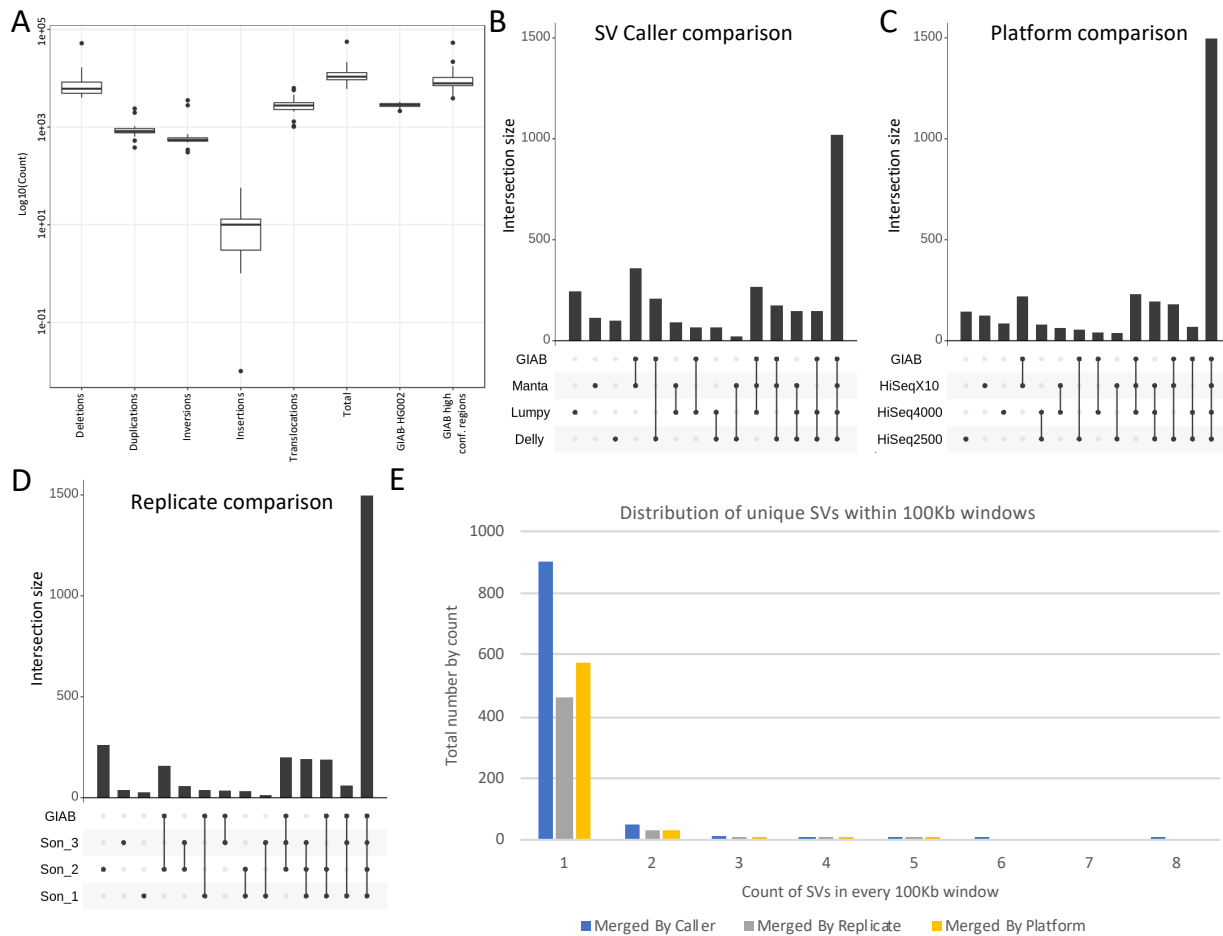 A
Log10(Count)
1e+05
1e+03
1e+01
1e-01
Deletions
Duplications
Inversions
Insertions
Translocations
Total
GIAB-HG002
GIAB high
conf. regions
B
SV Caller comparison
Intersection size
1500
1000
500
0
GIAB
Manta
Lumpy
Delly
C
Platform comparison
Intersection size
1500
1000
500
0
GIAB
HiSeqX10
HiSeq4000
HiSeq2500
D
Replicate comparison
Intersection size
1500
1000
500
0
GIAB
Son_3
Son_2
Son_1
E
Distribution of unique SVs within 100Kb windows
Total number by count
1000
800
600
400
200
0
1 2 3 4 5 6 7 8
Count of SVs in every 100Kb window
Merged By Caller Merged By Replicate Merged By Platform